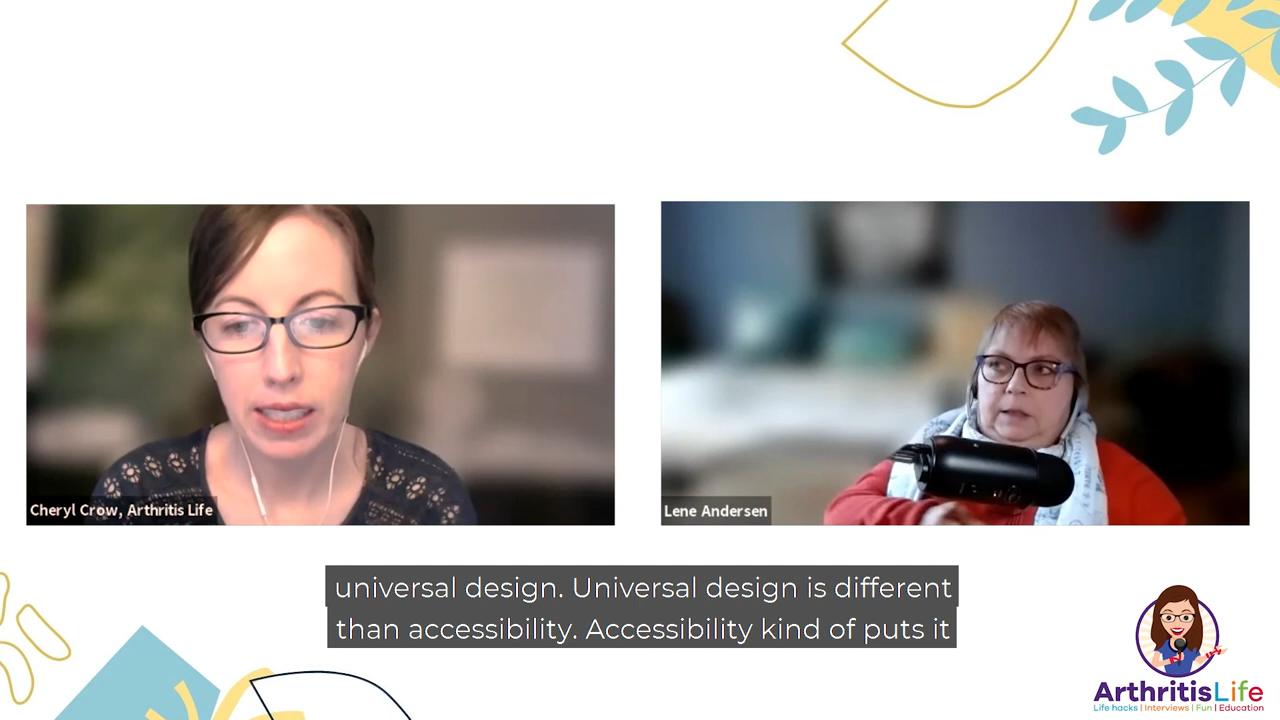 Cheryl Crow, Arthritis Life
Lene Andersen
universal design. Universal design is different
than accessibility. Accessibility kind of puts it
ArthritisLife
Life hacks | Interviews | Fun | Education